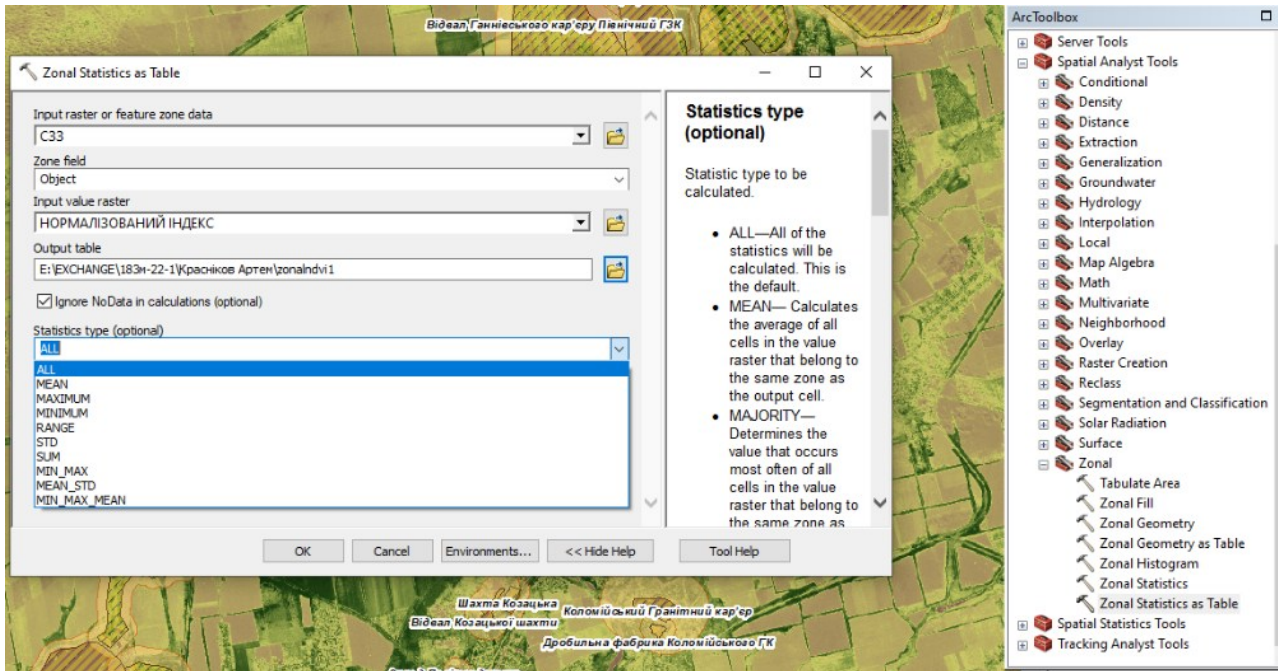 Відвал Ганнівського кар'єру Північний ГЗК
Zonal Statistics as Table
Input raster or feature zone data
СЗЗ
Zone field
Object
Input value raster
НОРМАЛІЗОВАНИЙ ІНДЕКС
Output table
E:\EXCHANGE\183м-22-1\Красніков Артем\zonalndvi1
Ignore NoData in calculations (optional)
Statistics type (optional)
ALL
ALL
MEAN
MAXIMUM
MINIMUM
RANGE
STD
SUM
MIN_MAX
MEAN_STD
MIN_MAX_MEAN
OK
Cancel
Environments...
<< Hide Help
Tool Help
Statistics type
(optional)
Statistic type to be
calculated.
• ALL—All of the
statistics will be
calculated. This is
the default.
• MEAN— Calculates
the average of all
cells in the value
raster that belong to
the same zone as
the output cell.
• MAJORITY—
Determines the
value that occurs
most often of all
cells in the value
raster that belong to
the same zone as
Шахта Козацька
Коломійський Гранітний кар'єр
Відвал Козацької шахти
Дробильна фабрика Коломійського ГК
ArcToolbox
Server Tools
Spatial Analyst Tools
Conditional
Density
Distance
Extraction
Generalization
Groundwater
Hydrology
Interpolation
Local
Map Algebra
Math
Multivariate
Neighborhood
Overlay
Raster Creation
Reclass
Segmentation and Classification
Solar Radiation
Surface
Zonal
Tabulate Area
Zonal Fill
Zonal Geometry
Zonal Geometry as Table
Zonal Histogram
Zonal Statistics
Zonal Statistics as Table
Spatial Statistics Tools
Tracking Analyst Tools